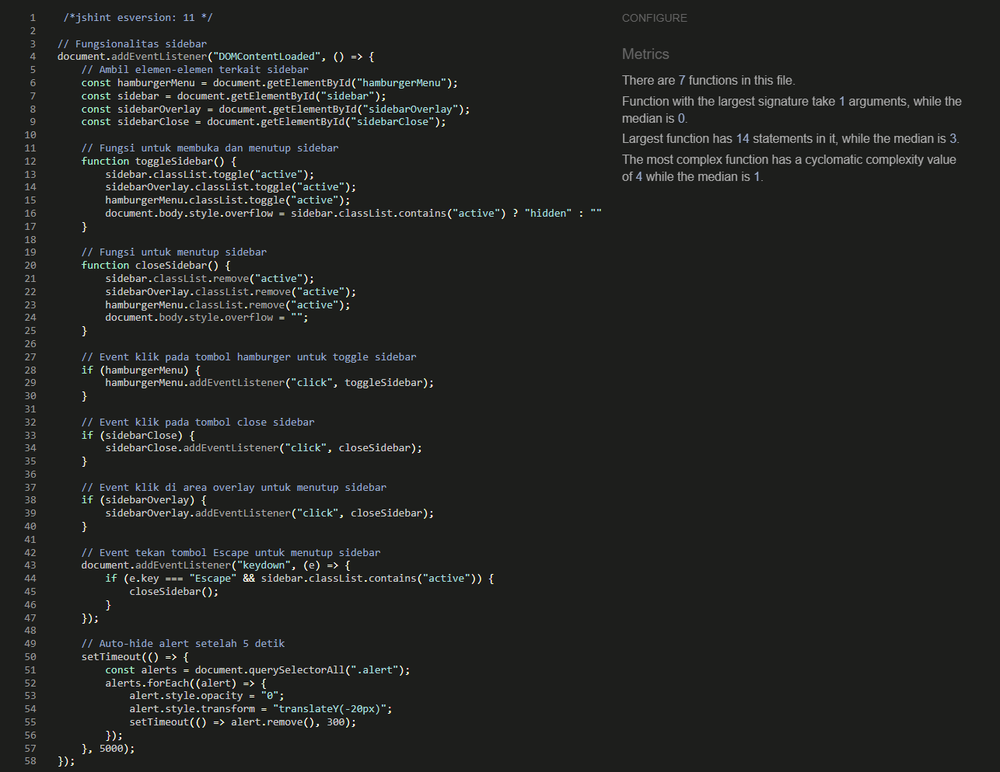 1 /*jshint esversion: 11 */
2
3 // Fungsionalitas sidebar
4 document.addEventListener("DOMContentLoaded", () => {
5 // Ambil elemen-elemen terkait sidebar
6 const hamburgerMenu = document.getElementById("hamburgerMenu");
7 const sidebar = document.getElementById("sidebar");
8 const sidebarOverlay = document.getElementById("sidebarOverlay");
9 const sidebarClose = document.getElementById("sidebarClose");
10
11 // Fungsi untuk membuka dan menutup sidebar
12 function toggleSidebar() {
13 sidebar.classList.toggle("active");
14 sidebarOverlay.classList.toggle("active");
15 hamburgerMenu.classList.toggle("active");
16 document.body.style.overflow = sidebar.classList.contains("active") ? "hidden" : ""
17 }
18
19 // Fungsi untuk menutup sidebar
20 function closeSidebar() {
21 sidebar.classList.remove("active");
22 sidebarOverlay.classList.remove("active");
23 hamburgerMenu.classList.remove("active");
24 document.body.style.overflow = "";
25 }
26
27 // Event klik pada tombol hamburger untuk toggle sidebar
28 if (hamburgerMenu) {
29 hamburgerMenu.addEventListener("click", toggleSidebar);
30 }
31
32 // Event klik pada tombol close sidebar
33 if (sidebarClose) {
34 sidebarClose.addEventListener("click", closeSidebar);
35 }
36
37 // Event klik di area overlay untuk menutup sidebar
38 if (sidebarOverlay) {
39 sidebarOverlay.addEventListener("click", closeSidebar);
40 }
41
42 // Event tekan tombol Escape untuk menutup sidebar
43 document.addEventListener("keydown", (e) => {
44 if (e.key === "Escape" && sidebar.classList.contains("active")) {
45 closeSidebar();
46 }
47 });
48
49 // Auto-hide alert setelah 5 detik
50 setTimeout(() => {
51 const alerts = document.querySelectorAll(".alert");
52 alerts.forEach((alert) => {
53 alert.style.opacity = "0";
54 alert.style.transform = "translateY(-20px)";
55 setTimeout(() => alert.remove(), 300);
56 });
57 }, 5000);
58 });
CONFIGURE
Metrics
There are 7 functions in this file.
Function with the largest signature take 1 arguments, while the
median is 0.
Largest function has 14 statements in it, while the median is 3.
The most complex function has a cyclomatic complexity value
of 4 while the median is 1.